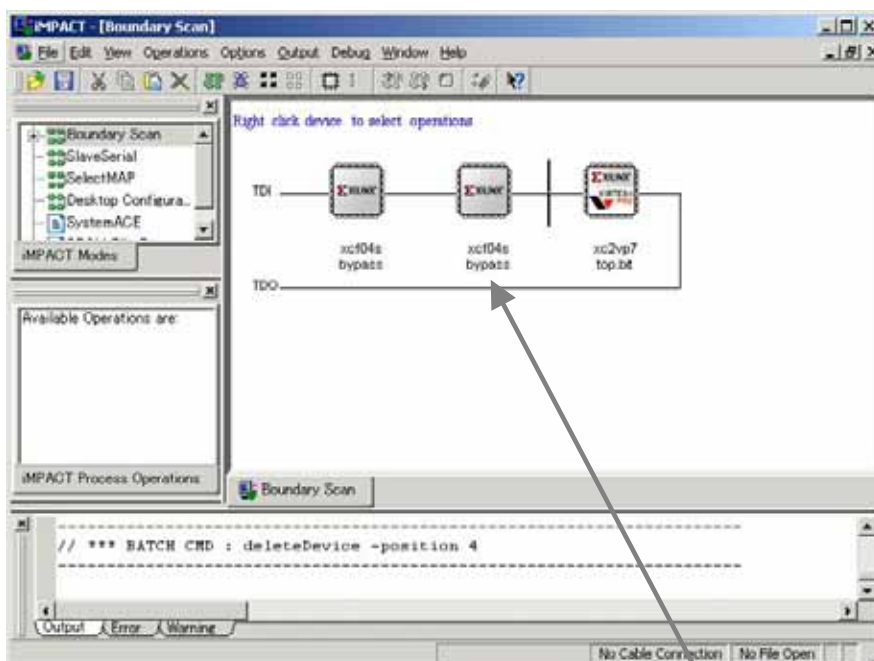 iMPACT - [Boundary Scan]
File Edit View Operations Options Output Debug Window Help
Boundary Scan
SlaveSerial
SelectMAP
Desktop Configura...
SystemACE
iMPACT Modes
Available Operations are:
iMPACT Process Operations
Right click device to select operations
TDI
XILINX
XILINX
XILINX
xcf04s
bypass
xcf04s
bypass
xc2vp7
top.bit
TDO
Boundary Scan
// *** BATCH CMD : deleteDevice -position 4
Output Error Warning
No Cable Connection No File Open